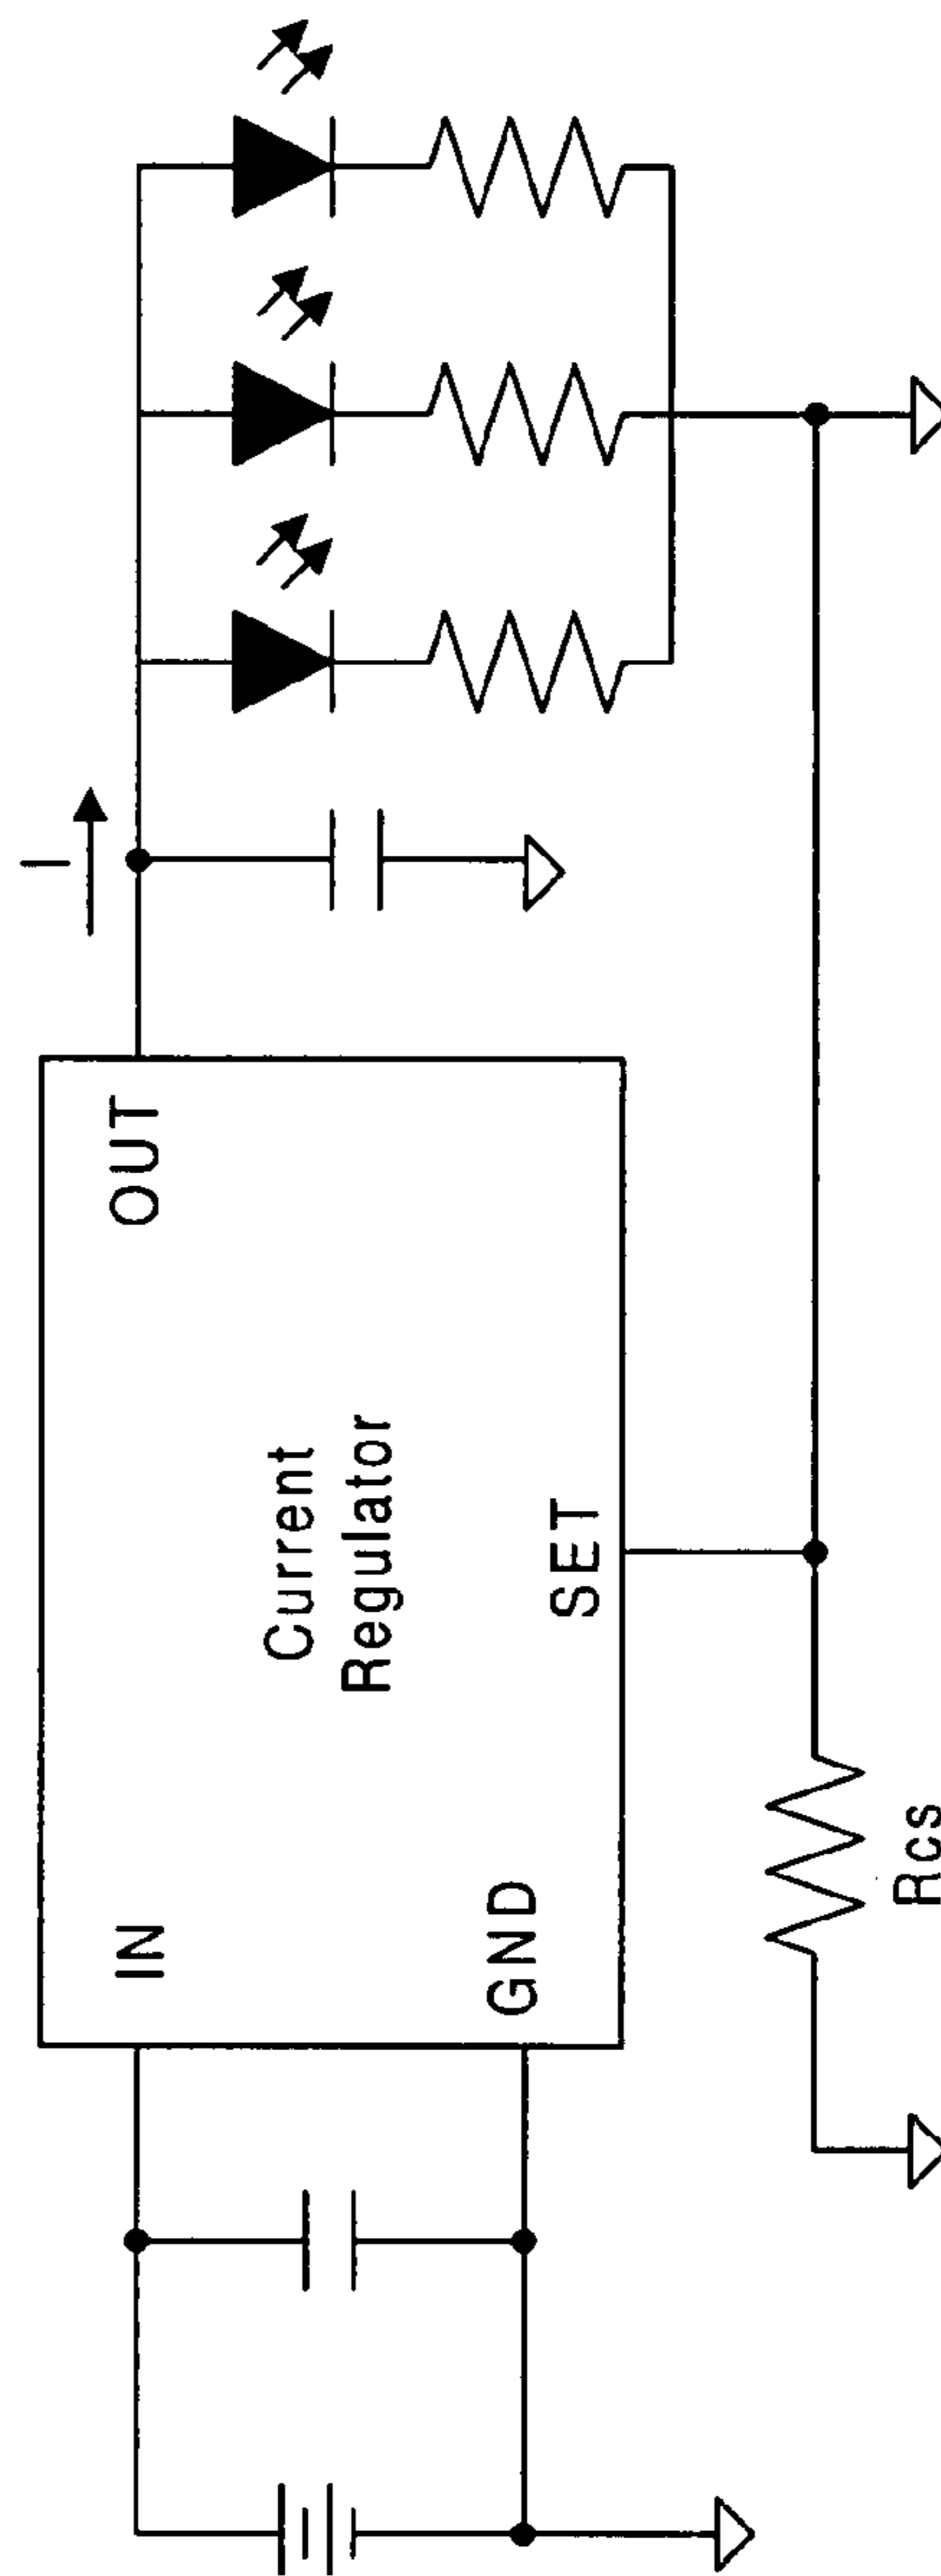 I
IN
OUT
Current
Regulator
GND
SET
Rcs